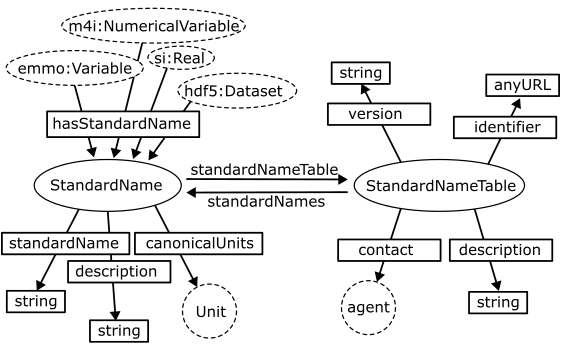 m4i:NumericalVariable
si:Real
emmo:Variable
hdf5:Dataset
hasStandardName
string
anyURL
version
identifier
StandardName
standardNameTable
standardNames
StandardNameTable
standardName
canonicalUnits
description
contact
description
string
string
Unit
agent
string